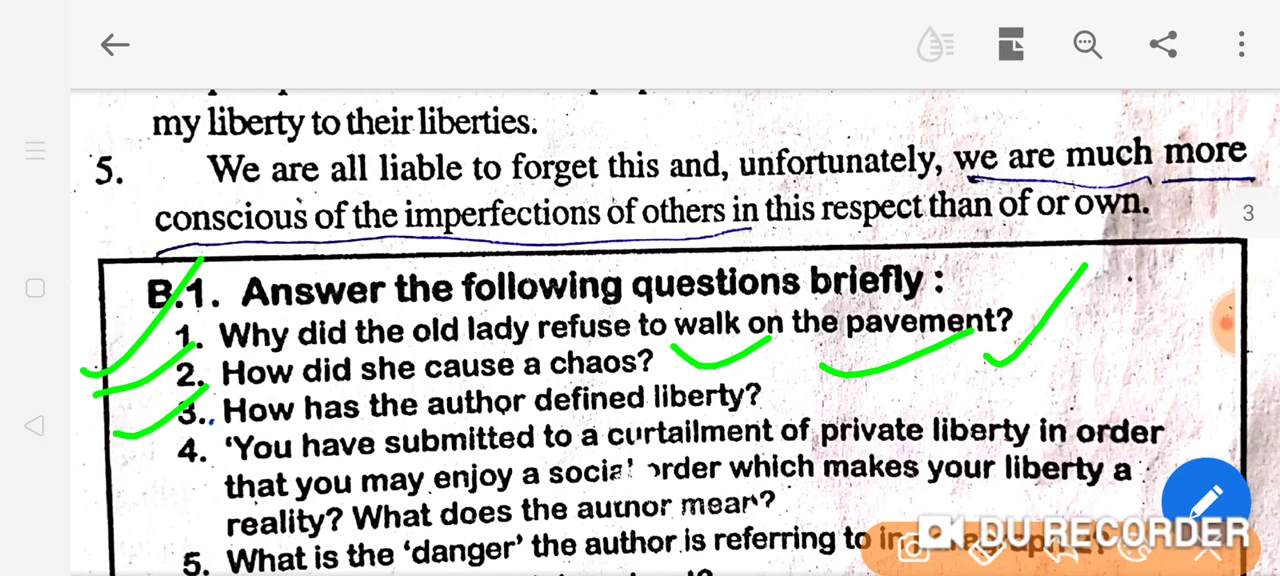 my liberty to their liberties.
5. We are all liable to forget this and, unfortunately, we are much more
conscious of the imperfections of others in this respect than of or own.
3
B.1. Answer the following questions briefly :
1. Why did the old lady refuse to walk on the pavement?
2. How did she cause a chaos?
3. How has the author defined liberty?
4. 'You have submitted to a curtailment of private liberty in order
that you may enjoy a social order which makes your liberty a
reality? What does the author mean?
5. What is the 'danger' the author is referring to in
DU RECORDER